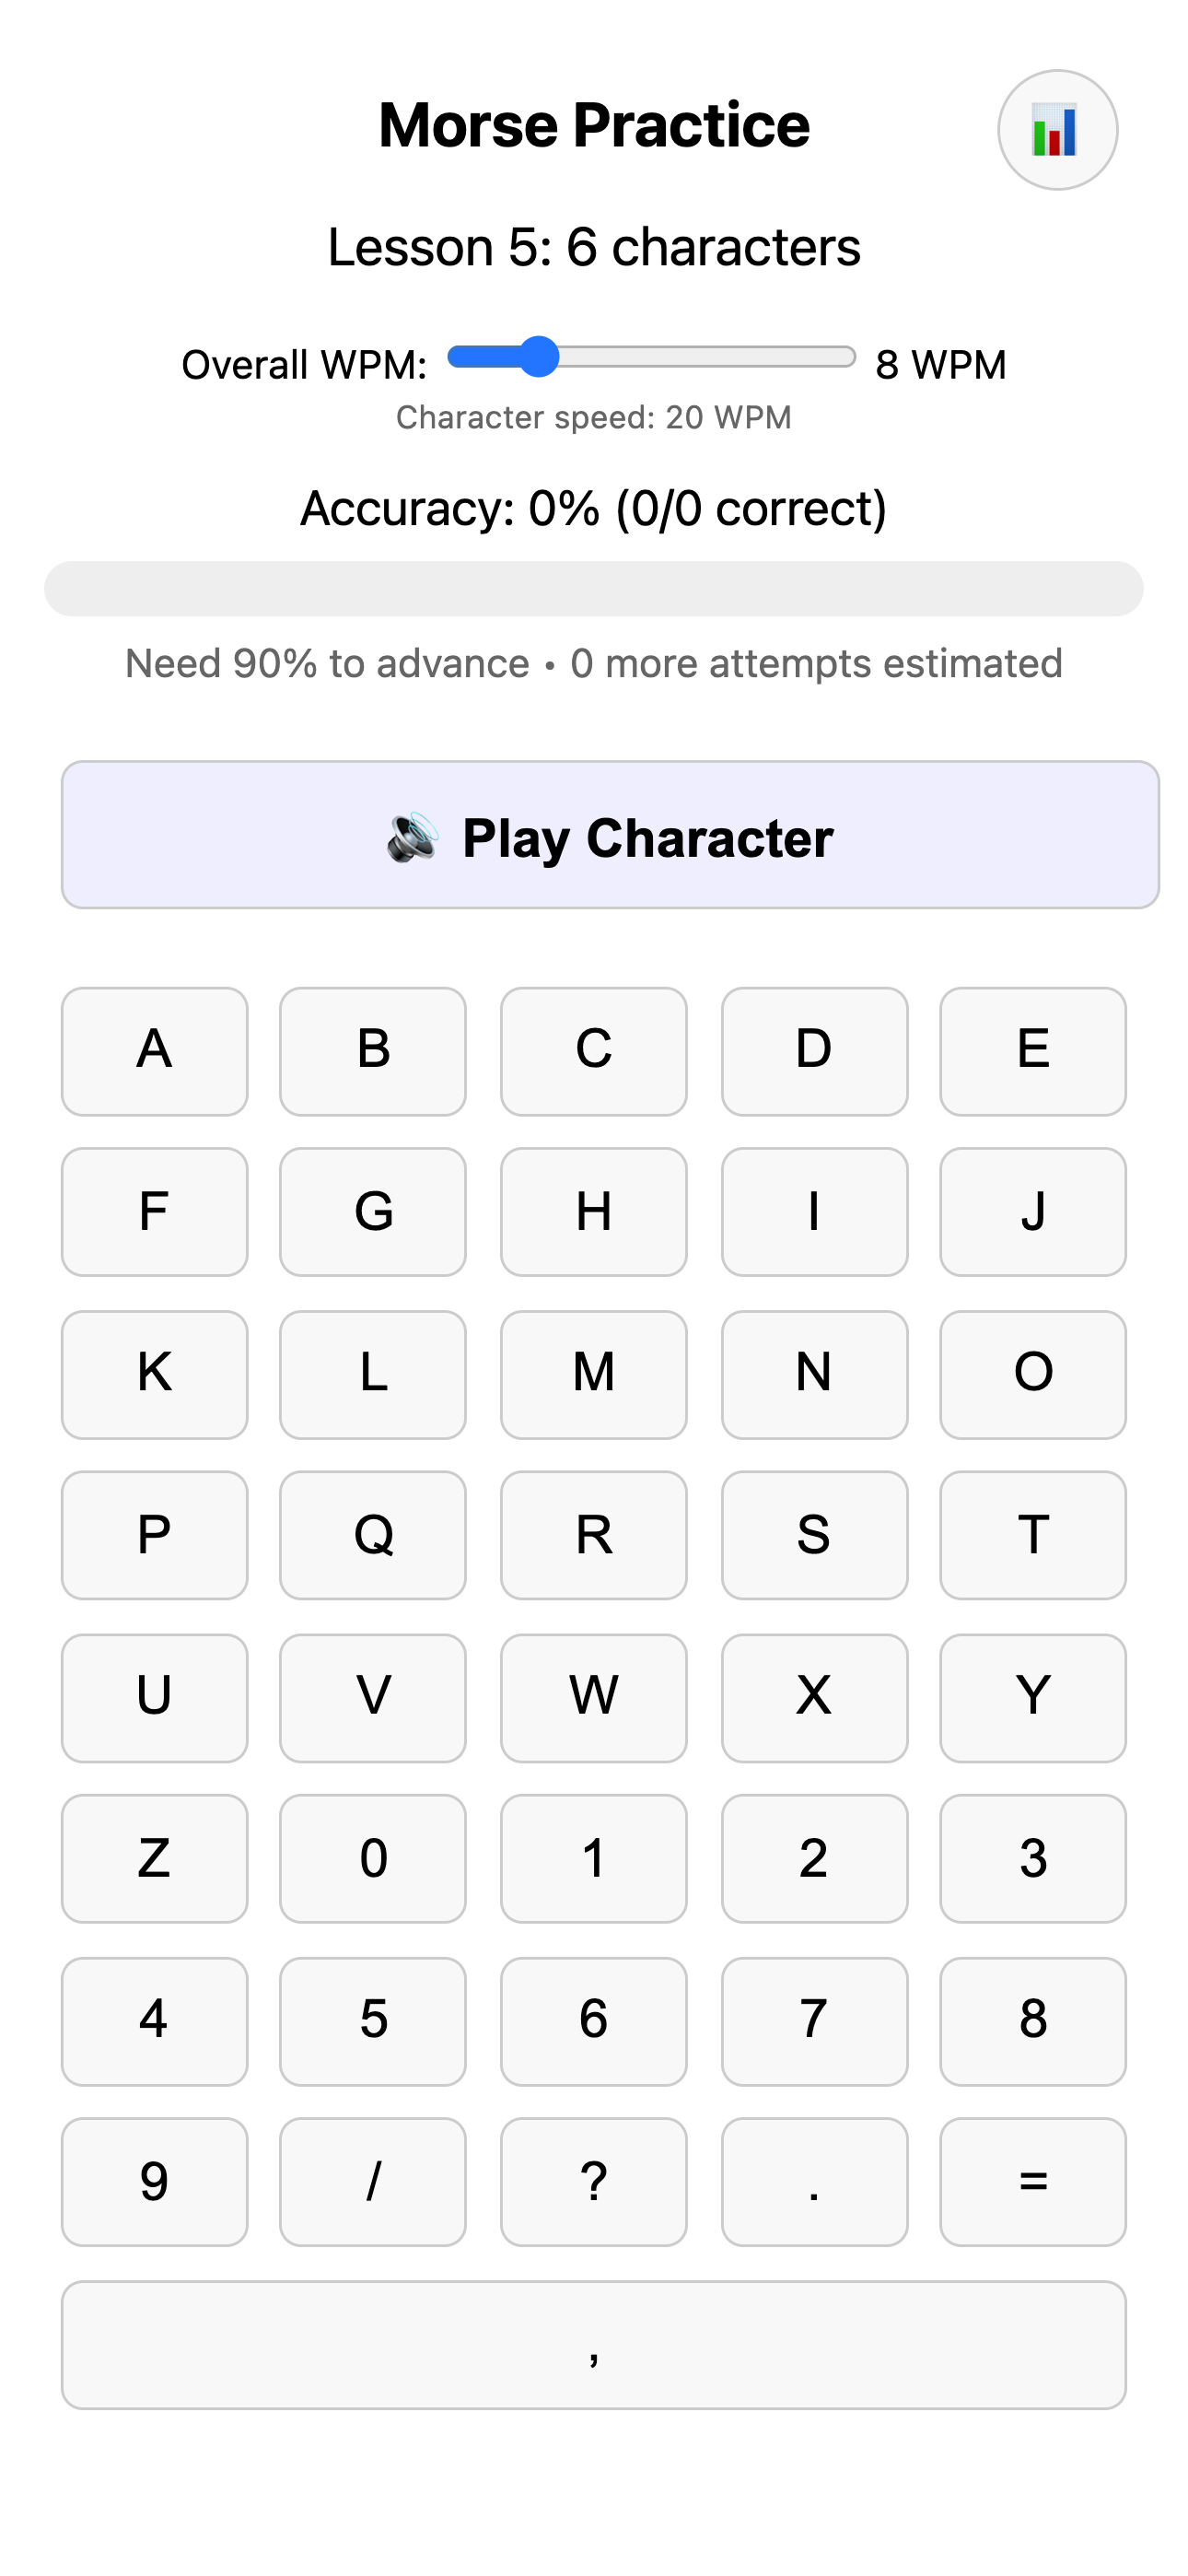 Morse Practice
Lesson 5: 6 characters
Overall WPM: 8 WPM
Character speed: 20 WPM
Accuracy: 0% (0/0 correct)
Need 90% to advance • 0 more attempts estimated
Play Character
A B C D E
F G H I J
K L M N O
P Q R S T
U V W X Y
Z 0 1 2 3
4 5 6 7 8
9 / ? . =
,